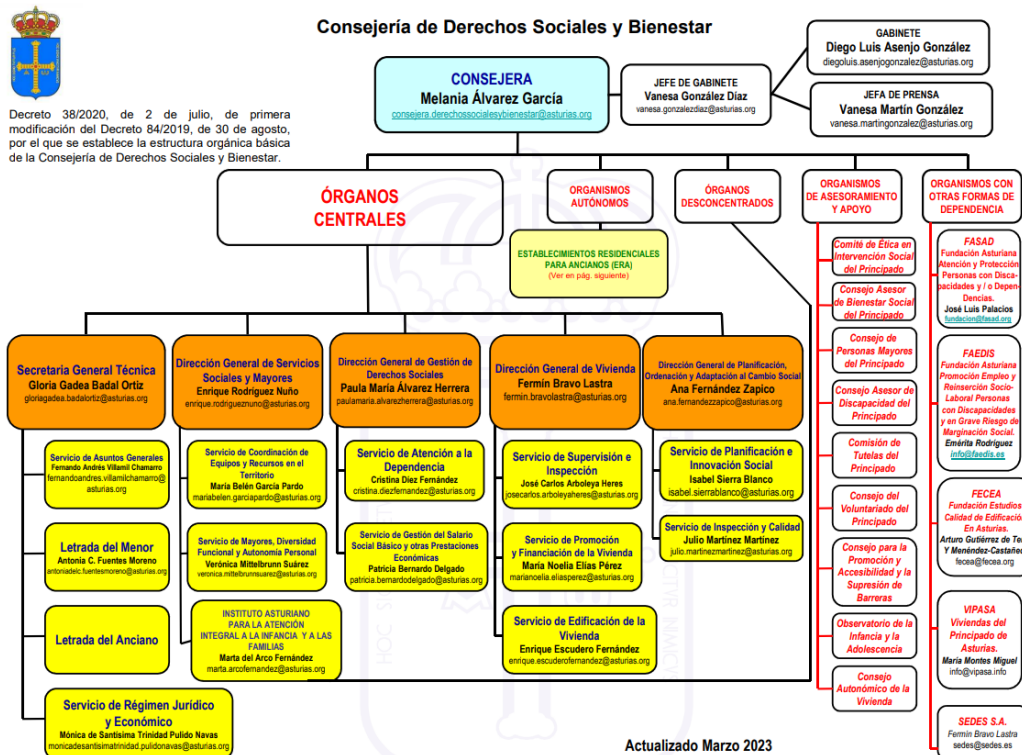 Consejería de Derechos Sociales y Bienestar
Decreto 38/2020, de 2 de julio, de primera
modificación del Decreto 84/2019, de 30 de agosto,
por el que se establece la estructura orgánica básica
de la Consejería de Derechos Sociales y Bienestar.
CONSEJERA
Melania Álvarez García
consejera.derechossocialesybienestar@asturias.org
JEFE DE GABINETE
Vanesa González Díaz
vanesa.gonzalezdiaz@asturias.org
GABINETE
Diego Luis Asenjo González
diegoluis.asenjogonzalez@asturias.org
JEFA DE PRENSA
Vanesa Martín González
vanesa.martingonzalez@asturias.org
ÓRGANOS
CENTRALES
ORGANISMOS
AUTÓNOMOS
ÓRGANOS
DESCONCENTRADOS
ORGANISMOS
DE ASESORAMIENTO
Y APOYO
ORGANISMOS CON
OTRAS FORMAS DE
DEPENDENCIA
ESTABLECIMIENTOS RESIDENCIALES
PARA ANCIANOS (ERA)
(Ver en pág. siguiente)
Secretaria General Técnica
Gloria Gadea Badal Ortiz
gloriagadea.badalortiz@asturias.org
Servicio de Asuntos Generales
Fernando Andrés Villamil Chamarro
fernandoandres.villamilchamarro@
asturias.org
Letrada del Menor
Antonia C. Fuentes Moreno
antoniadelc.fuentesmoreno@asturias.org
Letrada del Anciano
Servicio de Régimen Jurídico
y Económico
Mónica de Santísima Trinidad Pulido Navas
monicadesantisimatrinidad.pulidonavas@asturias.org
Dirección General de Servicios
Sociales y Mayores
Enrique Rodríguez Nuño
enrique.rodrigueznuno@asturias.org
Servicio de Coordinación de
Equipos y Recursos en el
Territorio
María Belén García Pardo
mariabelen.garciapardo@asturias.org
Servicio de Mayores, Diversidad
Funcional y Autonomía Personal
Verónica Mittelbrunn Suárez
veronica.mittelbrunnsuarez@asturias.org
INSTITUTO ASTURIANO
PARA LA ATENCIÓN
INTEGRAL A LA INFANCIA Y A LAS
FAMILIAS
Marta del Arco Fernández
marta.arcofernandez@asturias.org
Dirección General de Gestión de
Derechos Sociales
Paula María Álvarez Herrera
paulamaria.alvarezherrera@asturias.org
Servicio de Atención a la
Dependencia
Cristina Díez Fernández
cristina.diezfernandez@asturias.org
Servicio de Gestión del Salario
Social Básico y otras Prestaciones
Económicas
Patricia Bernardo Delgado
patricia.bernardodelgado@asturias.org
Dirección General de Vivienda
Fermín Bravo Lastra
fermin.bravolastra@asturias.org
Servicio de Supervisión e
Inspección
José Carlos Arboleya Heres
josecarlos.arboleyaheres@asturias.org
Servicio de Promoción
y Financiación de la Vivienda
María Noelia Elías Pérez
marianoelia.eliasperez@asturias.org
Servicio de Edificación de la
Vivienda
Enrique Escudero Fernández
enrique.escuderofernandez@asturias.org
Dirección General de Planificación,
Ordenación y Adaptación al Cambio Social
Ana Fernández Zapico
ana.fernandezzapico@asturias.org
Servicio de Planificación e
Innovación Social
Isabel Sierra Blanco
isabel.sierrablanco@asturias.org
Servicio de Inspección y Calidad
Julio Martínez Martínez
julio.martinezmartinez@asturias.org
Comité de Ética en
Intervención Social
del Principado
Consejo Asesor
de Bienestar Social
del Principado
Consejo de
Personas Mayores
del Principado
Consejo Asesor de
Discapacidad del
Principado
Comisión de
Tutelas del
Principado
Consejo del
Voluntariado del
Principado
Consejo para la
Promoción y
Accesibilidad y la
Supresión de
Barreras
Observatorio de la
Infancia y la
Adolescencia
Consejo
Autonómico de la
Vivienda
FASAD
Fundación Asturiana
Atención y Protección
Personas con Disca-
pacidades y / o Depen-
Dencias.
José Luis Palacios
fundacion@fasad.org
FAEDIS
Fundación Asturiana
Promoción Empleo y
Reinserción Socio-
Laboral Personas
con Discapacidades
y en Grave Riesgo de
Marginación Social.
Emérita Rodríguez
info@faedis.es
FECEA
Fundación Estudios
Calidad de Edificació
En Asturias.
Arturo Gutiérrez de Te
Y Menéndez-Castañe
fecea@fecea.org
VIPASA
Viviendas del
Principado de
Asturias.
María Montes Miguel
info@vipasa.info
SEDES S.A.
Fermín Bravo Lastra
sedes@sedes.es
Actualizado Marzo 2023